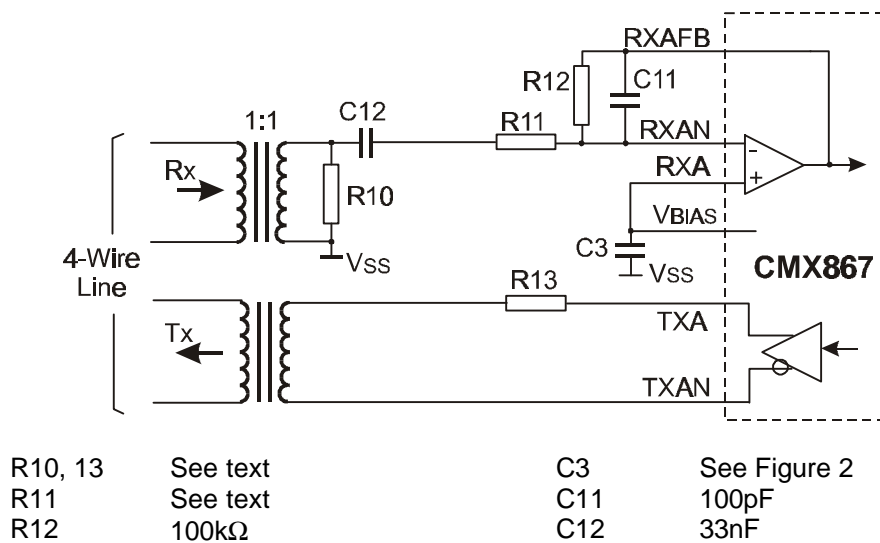 RXAFB
R12
C11
C12
1:1
R11
RXAN
RXA
Rx
R10
-
+
VBIAS
C3
VSS
VSS
4-Wire
Line
CMX867
R13
TXA
Tx
TXAN
R10, 13 See text C3 See Figure 2
R11 See text C11 100pF
R12 100kΩ C12 33nF